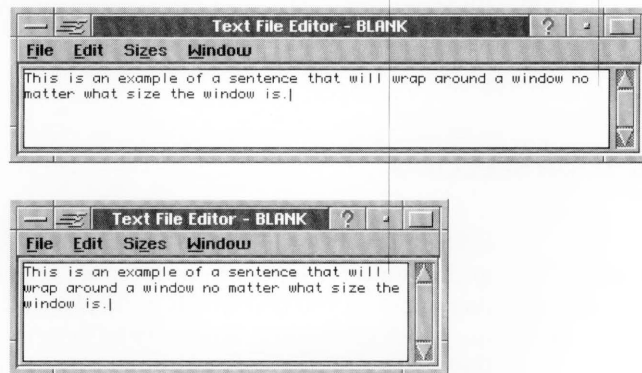 Text File Editor - BLANK ?
File Edit Sizes Window
This is an example of a sentence that will wrap around a window no
matter what size the window is.|
Text File Editor - BLANK ?
File Edit Sizes Window
This is an example of a sentence that will
wrap around a window no matter what size the
window is.|